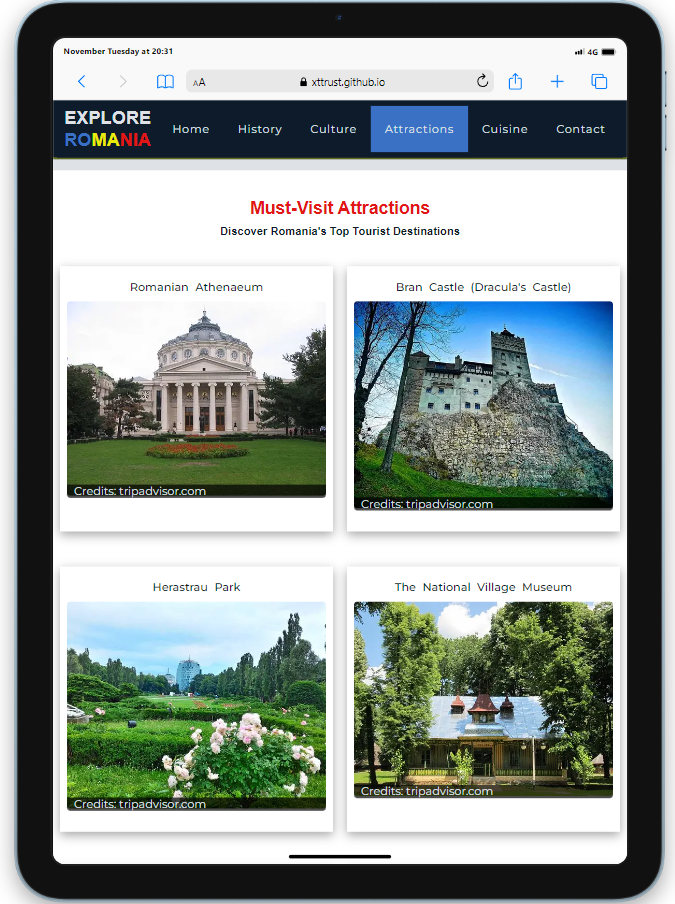 November Tuesday at 20:31
4G
AA
xttrust.github.io
EXPLORE
ROMANIA
Home
History
Culture
Attractions
Cuisine
Contact
Must-Visit Attractions
Discover Romania's Top Tourist Destinations
Romanian Athenaeum
Credits: tripadvisor.com
Bran Castle (Dracula's Castle)
Credits: tripadvisor.com
Herastrau Park
Credits: tripadvisor.com
The National Village Museum
Credits: tripadvisor.com